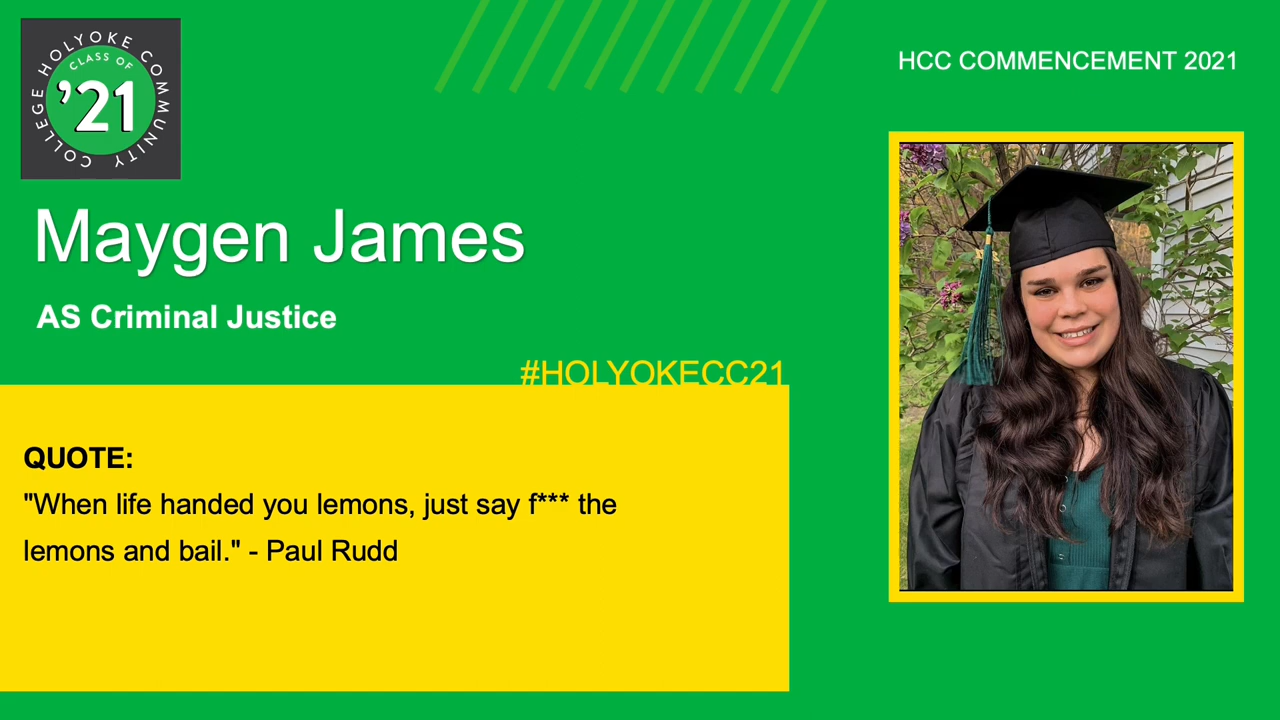 HOLYOKE COMMUNITY COLLEGE
CLASS OF
'21
HCC COMMENCEMENT 2021
Maygen James
AS Criminal Justice
#HOLYOKECC21
QUOTE:
"When life handed you lemons, just say f*** the
lemons and bail." - Paul Rudd